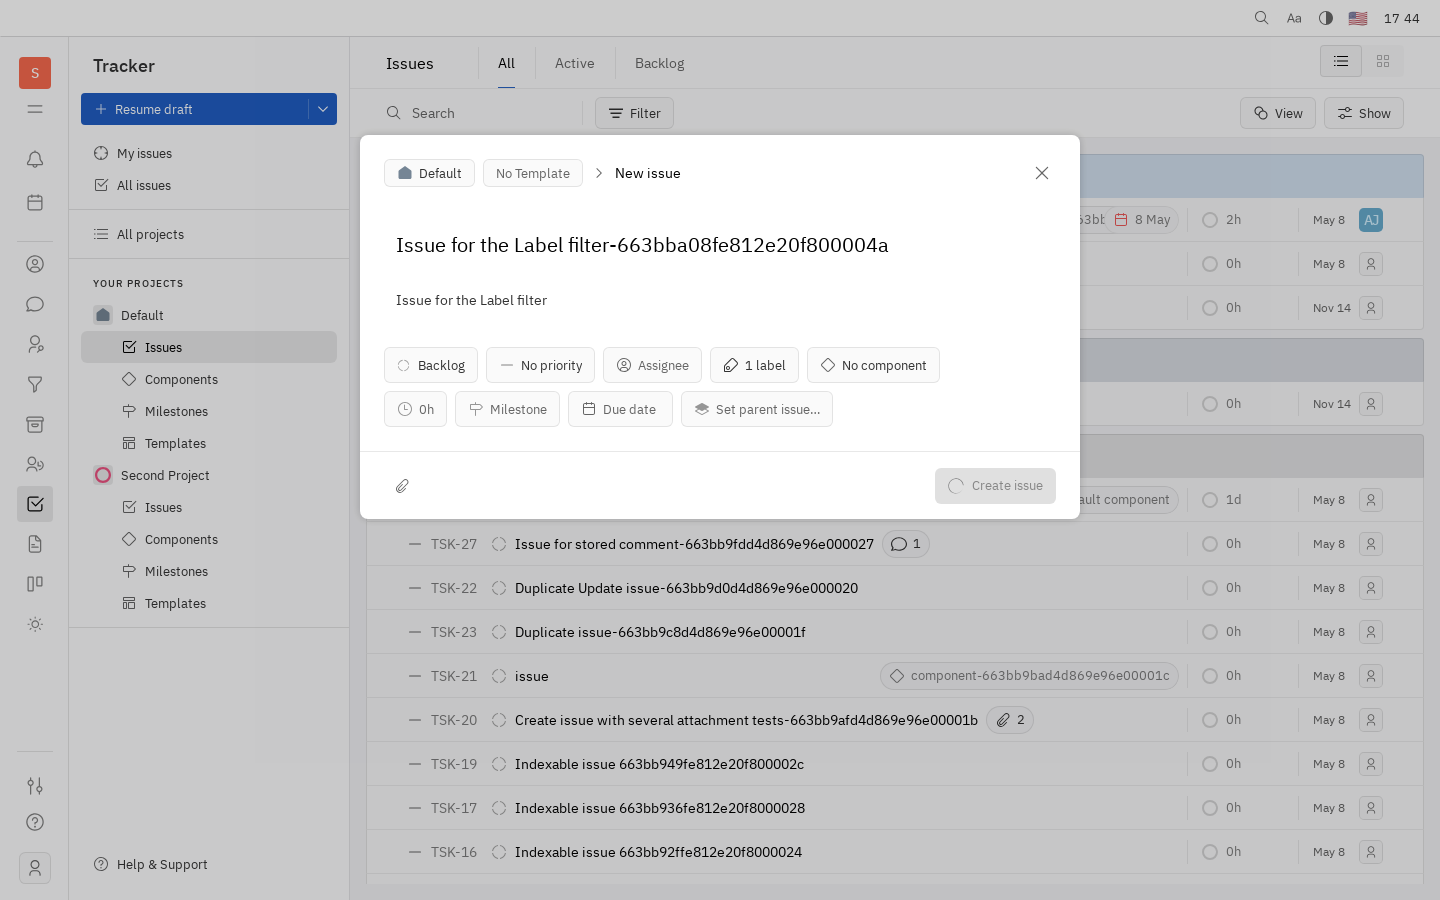 Aa 17 44
S
Tracker
Resume draft
My issues
All issues
All projects
YOUR PROJECTS
Default
Issues
Components
Milestones
Templates
Second Project
Issues
Components
Milestones
Templates
Help & Support
Issues All Active Backlog
Search Filter View Show
Default No Template New issue
Issue for the Label filter-663bba08fe812e20f800004a
Issue for the Label filter
Backlog No priority Assignee 1 label No component
0h Milestone Due date Set parent issue...
Create issue
8 May 2h May 8 AJ
0h May 8
0h Nov 14
0h Nov 14
component 1d May 8
TSK-27 Issue for stored comment-663bb9fdd4d869e96e000027 1 0h May 8
TSK-22 Duplicate Update issue-663bb9d0d4d869e96e000020 0h May 8
TSK-23 Duplicate issue-663bb9c8d4d869e96e00001f 0h May 8
TSK-21 issue component-663bb9bad4d869e96e00001c 0h May 8
TSK-20 Create issue with several attachment tests-663bb9afd4d869e96e00001b 2 0h May 8
TSK-19 Indexable issue 663bb949fe812e20f800002c 0h May 8
TSK-17 Indexable issue 663bb936fe812e20f8000028 0h May 8
TSK-16 Indexable issue 663bb92ffe812e20f8000024 0h May 8